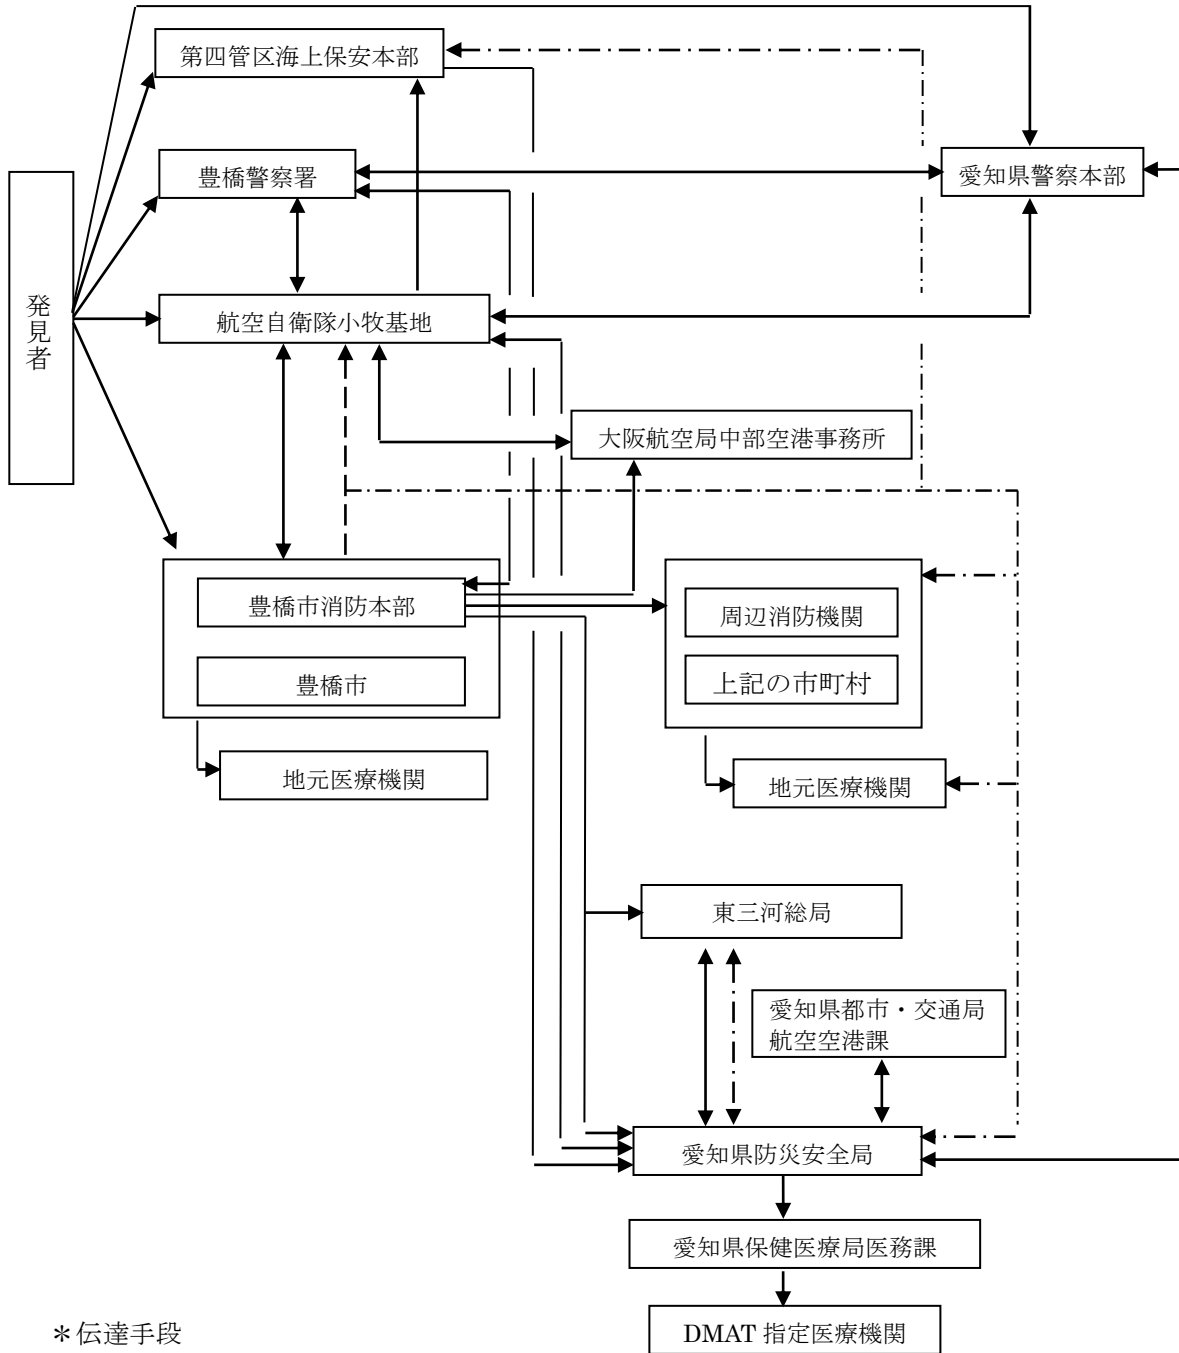 第四管区海上保安本部
豊橋警察署
愛知県警察本部
発見者
航空自衛隊小牧基地
大阪航空局中部空港事務所
豊橋市消防本部
周辺消防機関
豊橋市
上記の市町村
地元医療機関
地元医療機関
東三河総局
愛知県都市・交通局
航空空港課
愛知県防災安全局
愛知県保健医療局医務課
DMAT 指定医療機関
＊伝達手段